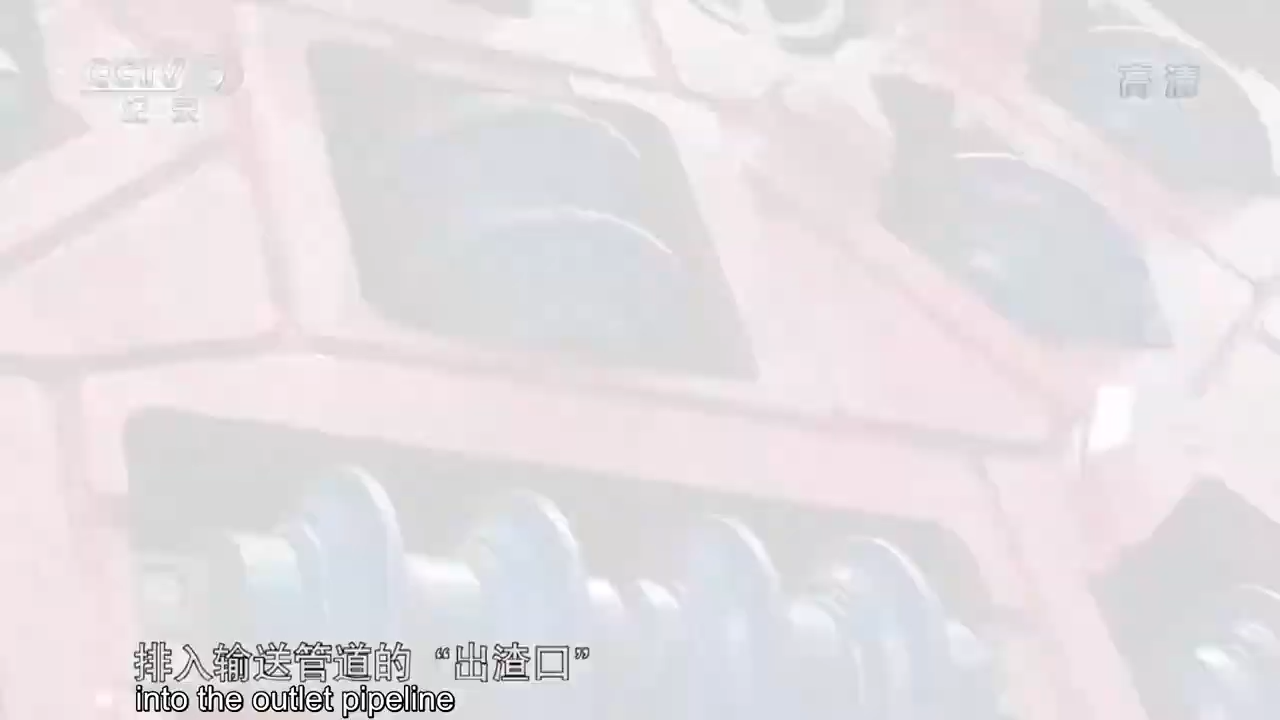 CCTV 9
纪录
高清
排入输送管道的“出渣口”
into the outlet pipeline